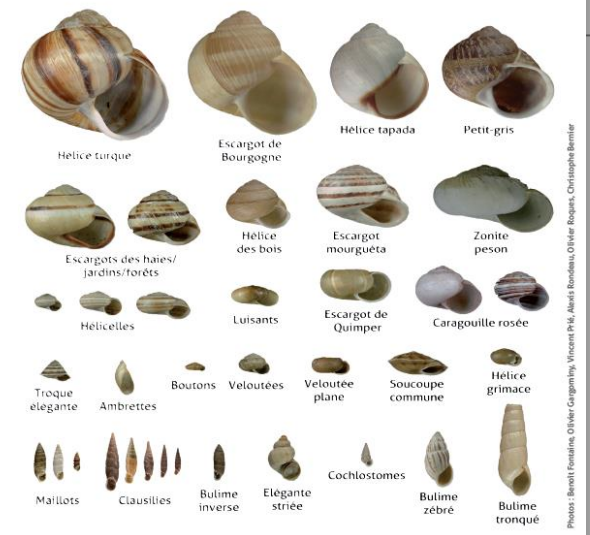 Hélice turque
Escargot de
Bourgogne
Hélice tapada
Petit-gris
Escargots des haies/
jardins/forêts
Hélice
des bois
Escargot
mourguéta
Zonite
peson
Hélicelles
Luisants
Escargot de
Quimper
Caragouille rosée
Troque
élégante
Ambrettes
Boutons
Veloutées
Veloutée
plane
Soucoupe
commune
Hélice
grimace
Maillots
Clausilies
Bulime
inverse
Elégante
striée
Cochlostomes
Bulime
zébré
Bulime
tronqué
Photos : Benoît Fontaine, Olivier Gargominy, Vincent Prié, Alexis Rondeau, Olivier Roques, Christophe Bernier